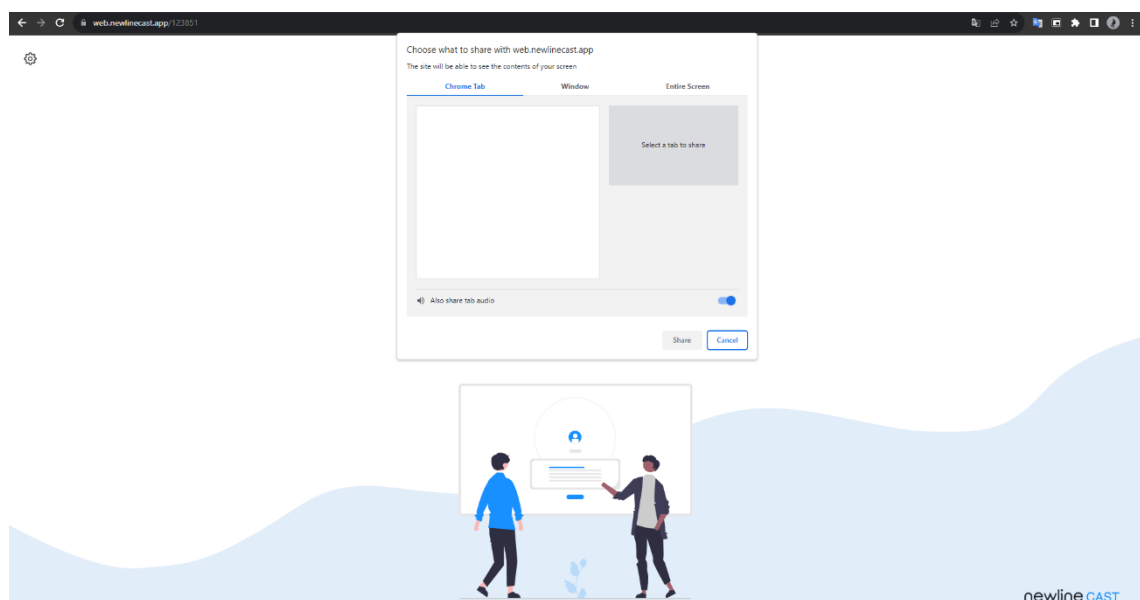 web.newlinecast.app/123851
Choose what to share with web.newlinecast.app
The site will be able to see the contents of your screen
Chrome Tab
Window
Entire Screen
Select a tab to share
Also share tab audio
Share
Cancel
newline CAST